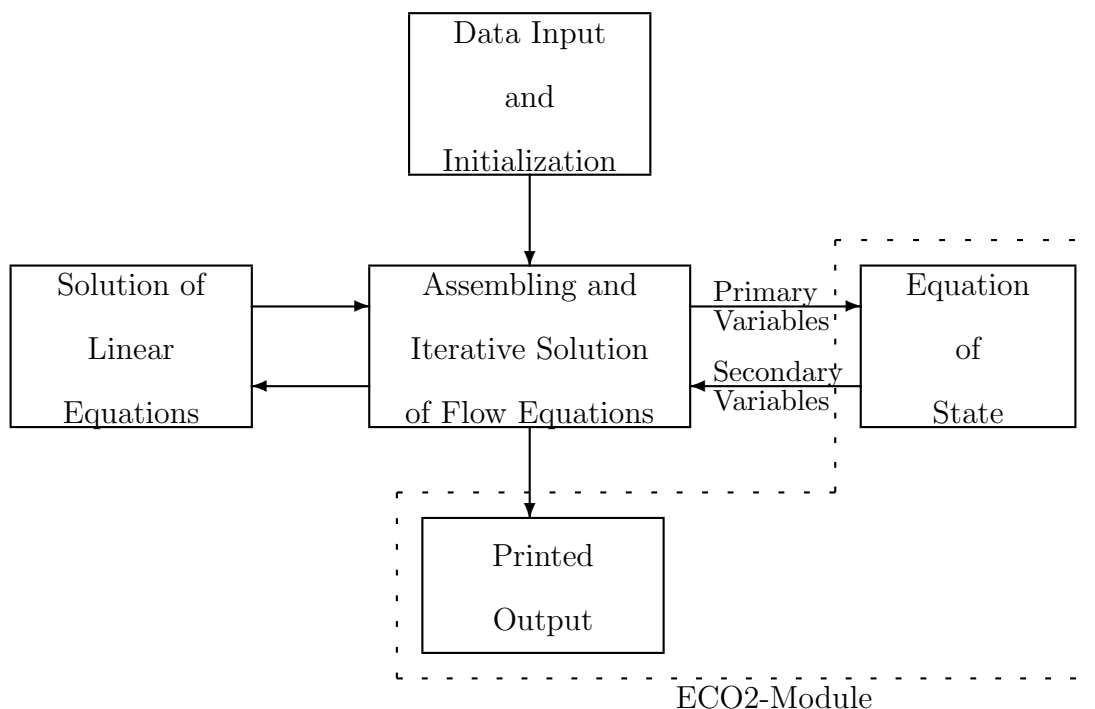 Data Input
and
Initialization
Solution of
Linear
Equations
Assembling and
Iterative Solution
of Flow Equations
Primary
Variables
Secondary
Variables
Equation
of
State
Printed
Output
ECO2-Module